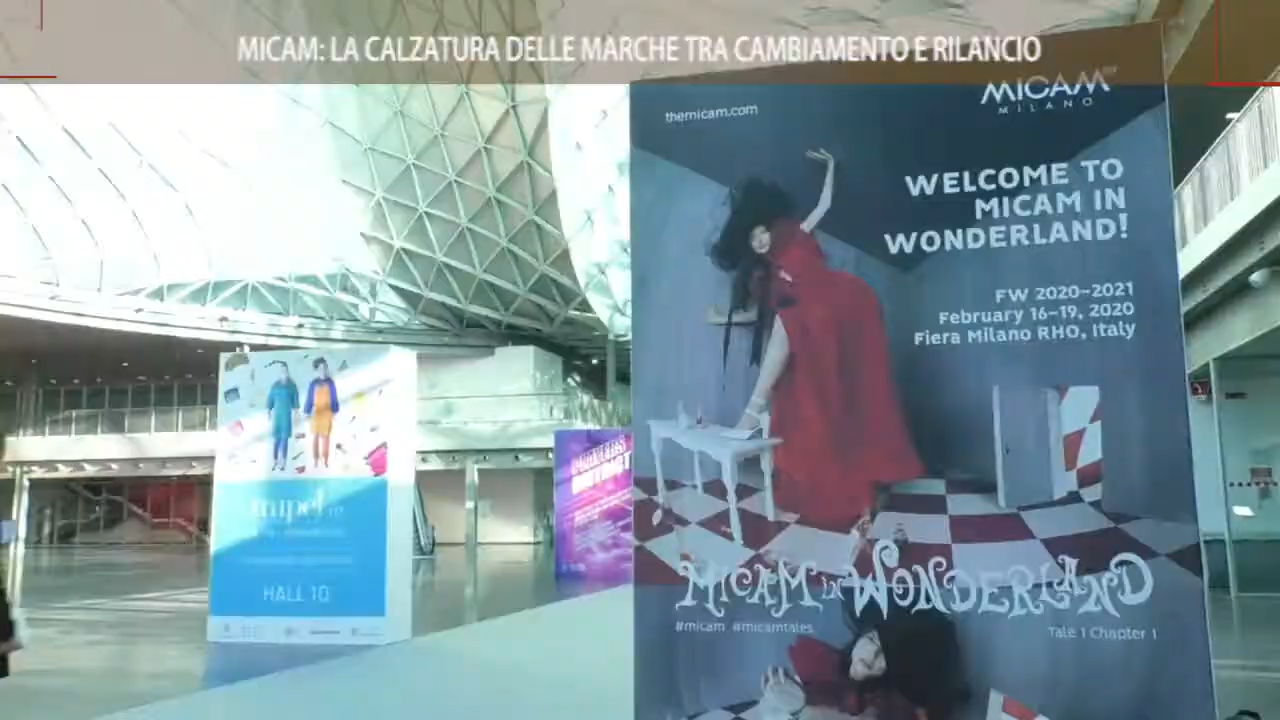 MICAM: LA CALZATURA DELLE MARCHE TRA CAMBIAMENTO E RILANCIO
themicam.com
MICAM
MILANO
WELCOME TO
MICAM IN
WONDERLAND!
FW 2020-2021
February 16-19, 2020
Fiera Milano RHO, Italy
MICAM in WONDERLAND
#micam #micamtales
Tale 1 Chapter 1
mipel
HALL 10
DISTRICT